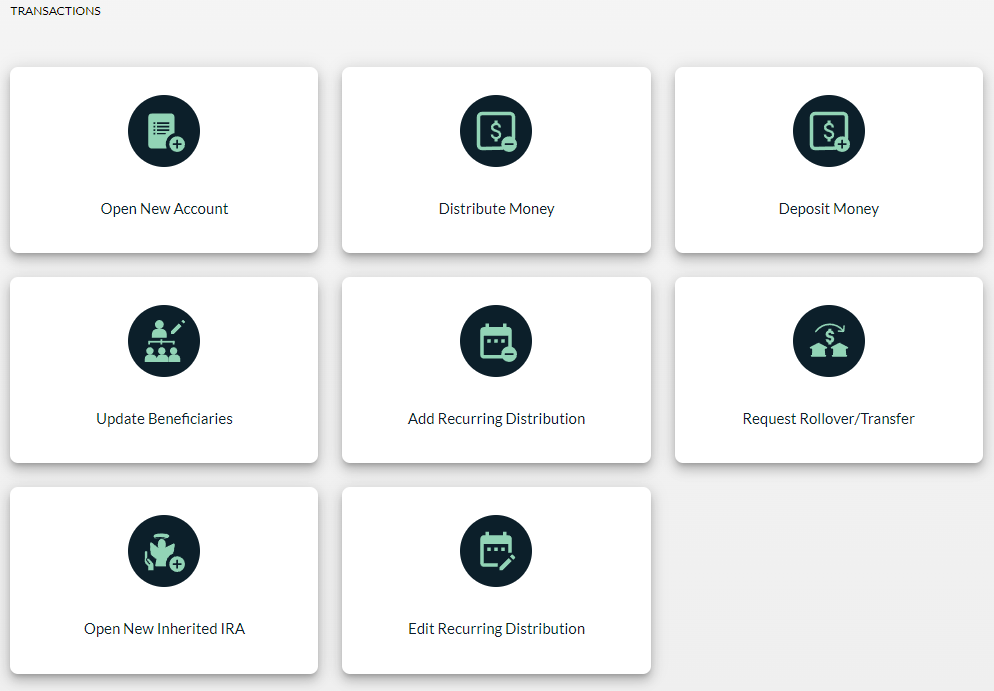 TRANSACTIONS
Open New Account
Distribute Money
Deposit Money
Update Beneficiaries
Add Recurring Distribution
Request Rollover/Transfer
Open New Inherited IRA
Edit Recurring Distribution